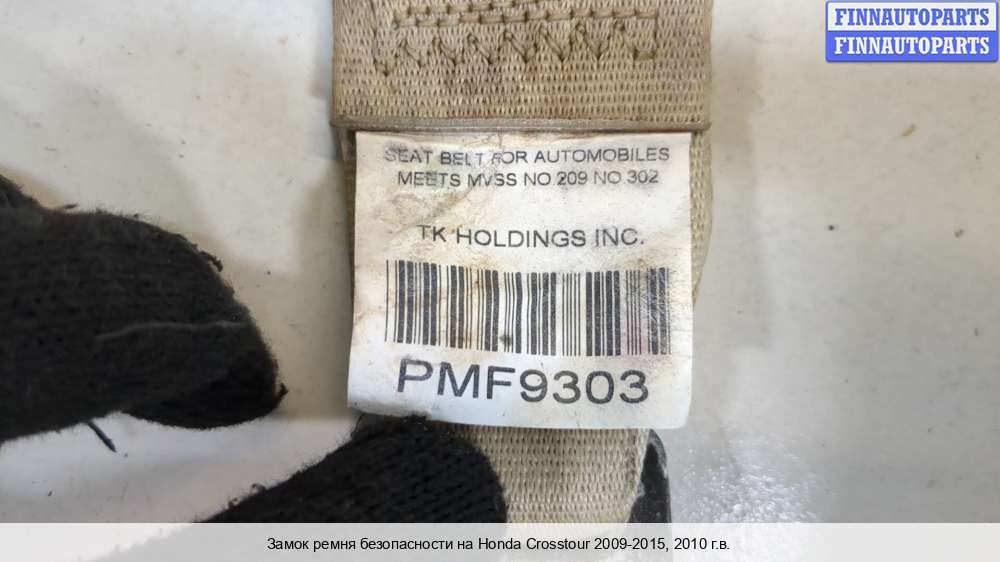 FINNAUTOPARTS
FINNAUTOPARTS
SEAT BELT FOR AUTOMOBILES
MEETS MVSS NO 209 NO 302
TK HOLDINGS INC.
PMF9303
Замок ремня безопасности на Honda Crosstour 2009-2015, 2010 г.в.